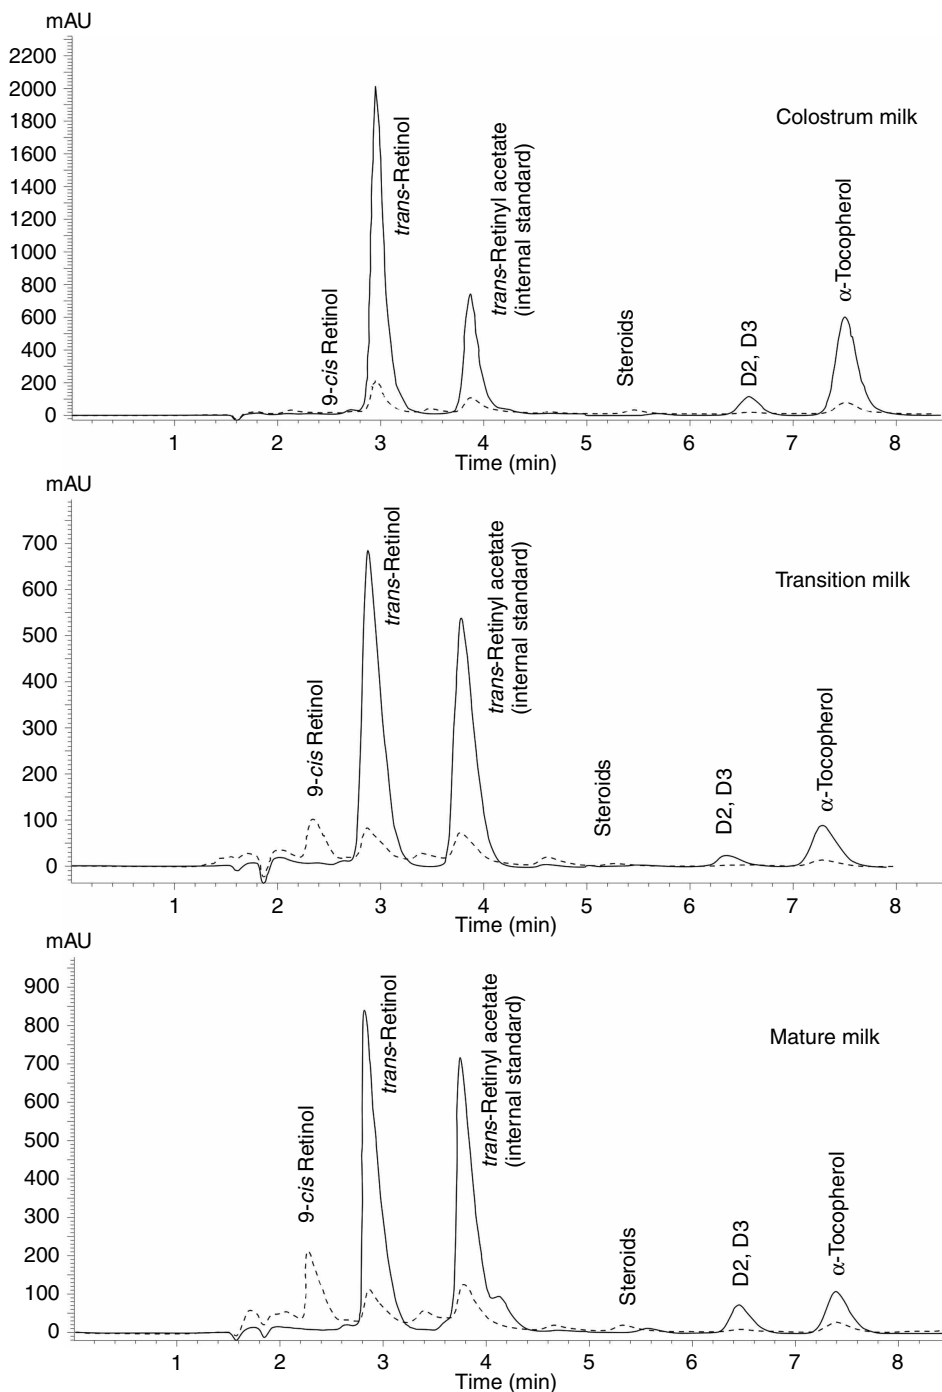 mAU
2200
2000
1800
1600
1400
1200
1000
800
600
400
200
0
9-cis Retinol
trans-Retinol
trans-Retinyl acetate
(internal standard)
Steroids
D2, D3
α-Tocopherol
Colostrum milk
1 2 3 4 5 6 7 8
Time (min)
mAU
700
600
500
400
300
200
100
0
9-cis Retinol
trans-Retinol
trans-Retinyl acetate
(internal standard)
Steroids
D2, D3
α-Tocopherol
Transition milk
1 2 3 4 5 6 7 8
Time (min)
mAU
900
800
700
600
500
400
300
200
100
0
9-cis Retinol
trans-Retinol
trans-Retinyl acetate
(internal standard)
Steroids
D2, D3
α-Tocopherol
Mature milk
1 2 3 4 5 6 7 8
Time (min)